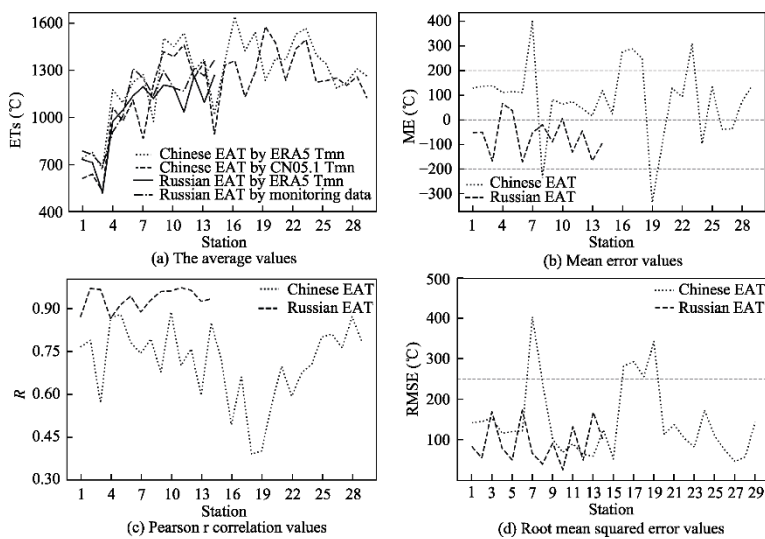 1600
1300
1000
700
400
ETs (℃)
Chinese EAT by ERA5 Tmn
Chinese EAT by CN05.1 Tmn
Russian EAT by ERA5 Tmn
Russian EAT by monitoring data
1 4 7 10 13 16 19 22 25 28
Station
(a) The average values
400
300
200
100
0
−100
−200
−300
ME (℃)
Chinese EAT
Russian EAT
1 4 7 10 13 16 19 22 25 28
Station
(b) Mean error values
0.90
0.75
0.60
0.45
0.30
R
Chinese EAT
Russian EAT
1 4 7 10 13 16 19 22 25 28
Station
(c) Pearson r correlation values
500
400
300
200
100
RMSE (℃)
Chinese EAT
Russian EAT
1 3 5 7 9 11 13 15 17 19 21 23 25 27 29
Station
(d) Root mean squared error values